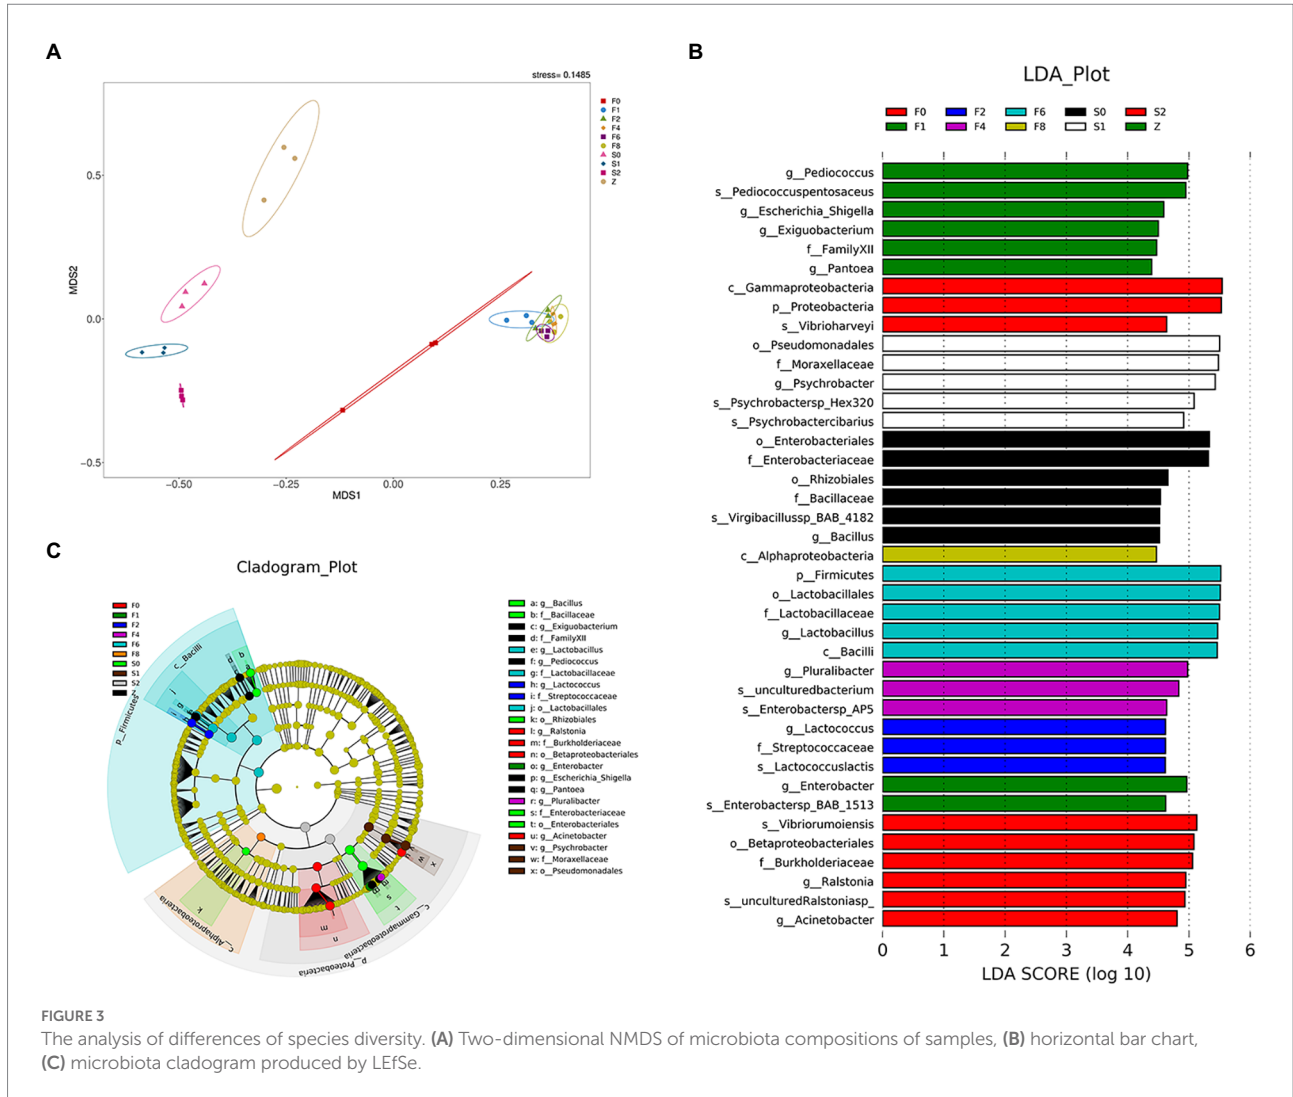 A
stress= 0.1485
F0
F1
F2
F4
F6
F8
S0
S1
S2
Z
MDS2
0.5
0.0
−0.5
−0.50
−0.25
0.00
0.25
MDS1
B
LDA_Plot
F0 F2 F6 S0 S2
F1 F4 F8 S1 Z
g__Pediococcus
s__Pediococcuspentosaceus
g__Escherichia_Shigella
g__Exiguobacterium
f__FamilyXII
g__Pantoea
c__Gammaproteobacteria
p__Proteobacteria
s__Vibrioharveyi
o__Pseudomonadales
f__Moraxellaceae
g__Psychrobacter
s__Psychrobactersp_Hex320
s__Psychrobactercibarius
o__Enterobacteriales
f__Enterobacteriaceae
o__Rhizobiales
f__Bacillaceae
s__Virgibacillussp_BAB_4182
g__Bacillus
c__Alphaproteobacteria
p__Firmicutes
o__Lactobacillales
f__Lactobacillaceae
g__Lactobacillus
c__Bacilli
g__Pluralibacter
s__unculturedbacterium
s__Enterobactersp_AP5
g__Lactococcus
f__Streptococcaceae
s__Lactococcuslactis
g__Enterobacter
s__Enterobactersp_BAB_1513
s__Vibriorumoiensis
o__Betaproteobacteriales
f__Burkholderiaceae
g__Ralstonia
s__unculturedRalstoniasp_
g__Acinetobacter
0 1 2 3 4 5 6
LDA SCORE (log 10)
C
Cladogram_Plot
F0
F1
F2
F4
F6
F8
S0
S1
S2
Z
c__Bacilli
p__Firmicutes
c__Alphaproteobacteria
c__Gammaproteobacteria
p__Proteobacteria
b
d
j
k
m
n
s
t
w
x
a: g__Bacillus
b: f__Bacillaceae
c: g__Exiguobacterium
d: f__FamilyXII
e: g__Lactobacillus
f: g__Pediococcus
g: f__Lactobacillaceae
h: g__Lactococcus
i: f__Streptococcaceae
j: o__Lactobacillales
k: o__Rhizobiales
l: g__Ralstonia
m: f__Burkholderiaceae
n: o__Betaproteobacteriales
o: g__Enterobacter
p: g__Escherichia_Shigella
q: g__Pantoea
r: g__Pluralibacter
s: f__Enterobacteriaceae
t: o__Enterobacteriales
u: g__Acinetobacter
v: g__Psychrobacter
w: f__Moraxellaceae
x: o__Pseudomonadales
FIGURE 3
The analysis of differences of species diversity. (A) Two-dimensional NMDS of microbiota compositions of samples, (B) horizontal bar chart,
(C) microbiota cladogram produced by LEfSe.